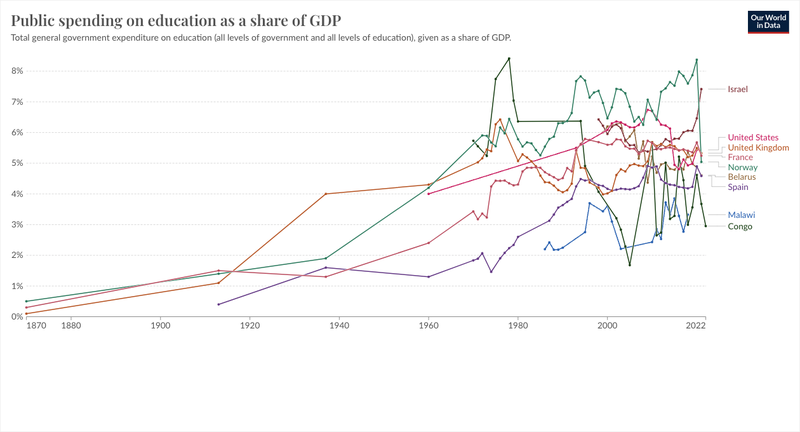 Public spending on education as a share of GDP
Total general government expenditure on education (all levels of government and all levels of education), given as a share of GDP.
Our World
in Data
8%
7%
6%
5%
4%
3%
2%
1%
0%
1870
1880
1900
1920
1940
1960
1980
2000
2022
Israel
United States
United Kingdom
France
Norway
Belarus
Spain
Malawi
Congo